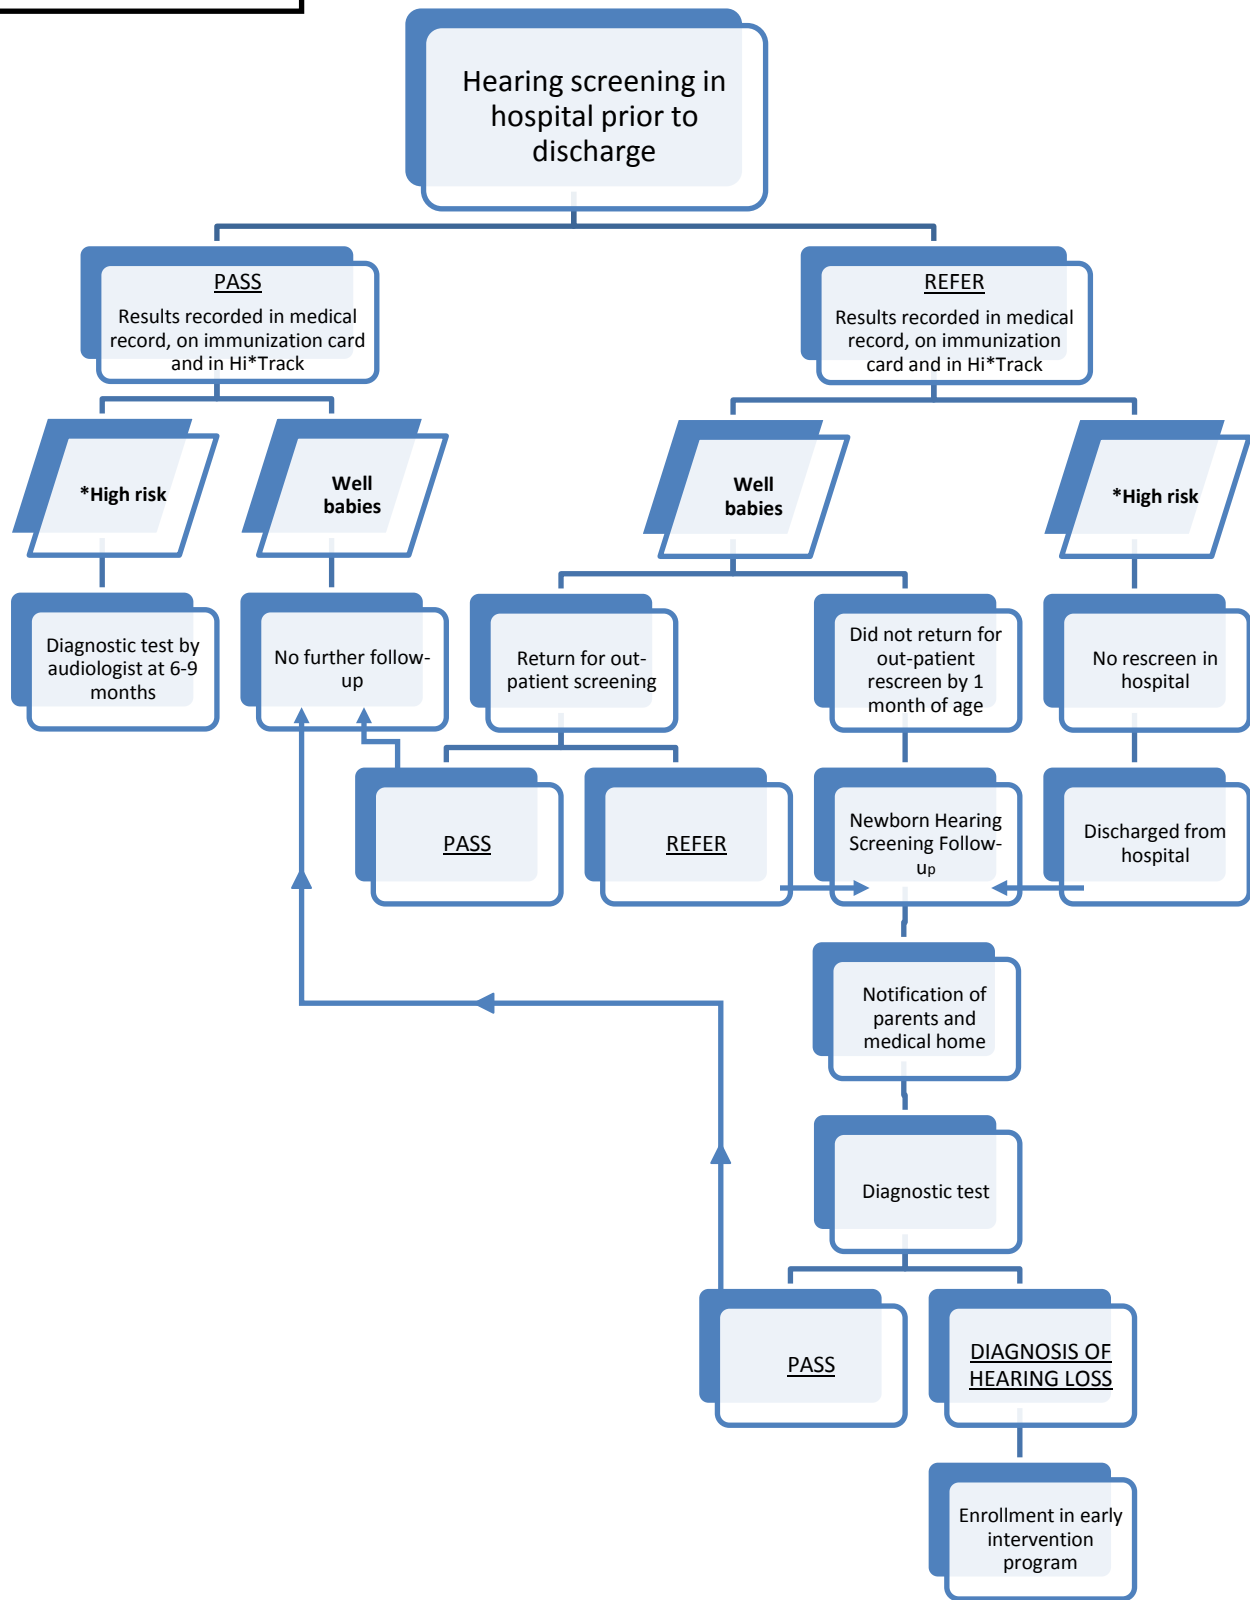 Hearing screening in
hospital prior to
discharge
PASS
Results recorded in medical
record, on immunization card
and in Hi*Track
REFER
Results recorded in medical
record, on immunization
card and in Hi*Track
*High risk
Well
babies
Well
babies
*High risk
Diagnostic test by
audiologist at 6-9
months
No further follow-
up
Return for out-
patient screening
Did not return for
out-patient
rescreen by 1
month of age
No rescreen in
hospital
PASS
REFER
Newborn Hearing
Screening Follow-
up
Discharged from
hospital
Notification of
parents and
medical home
Diagnostic test
PASS
DIAGNOSIS OF
HEARING LOSS
Enrollment in early
intervention
program